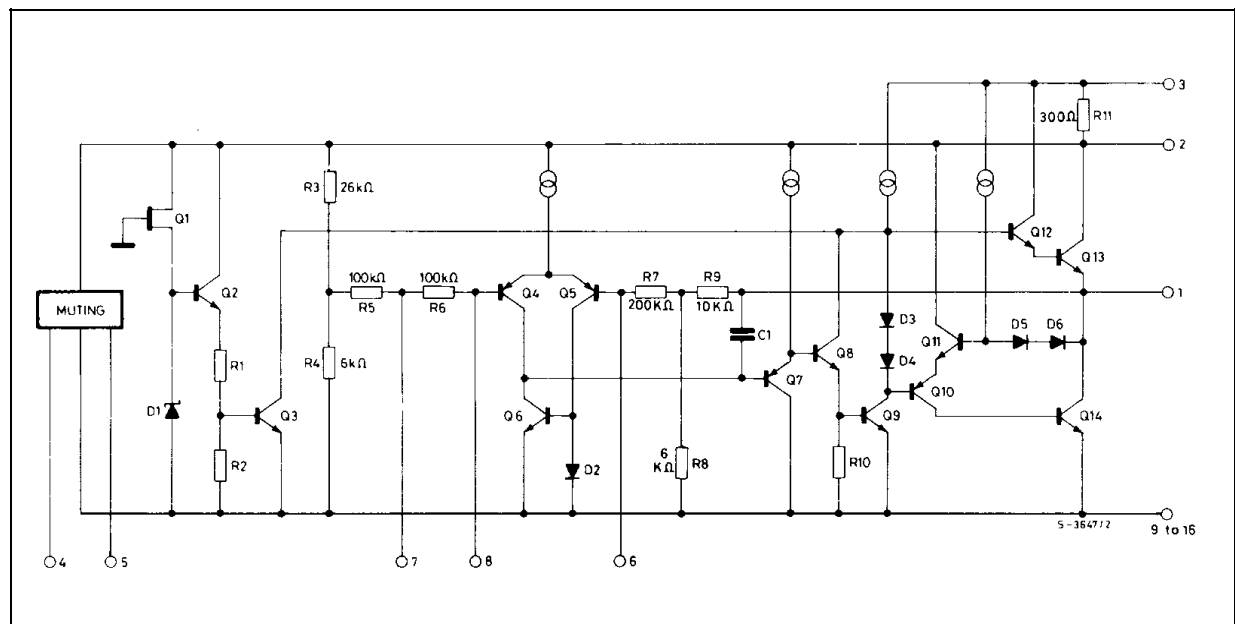 3
300Ω R11
2
R3 26kΩ
Q1
Q12
Q13
Q2
100kΩ 100kΩ
R5 R6
Q4 Q5
R7 R9
200KΩ 10KΩ
1
MUTING
C1
D3
D5 D6
Q11
R1
R4 6kΩ
Q8
D4
Q7
Q10
D1
Q3
Q6
Q9
Q14
R2
D2
6 KΩ R8
R10
S-3647/2
9 to 16
4 5 7 8 6